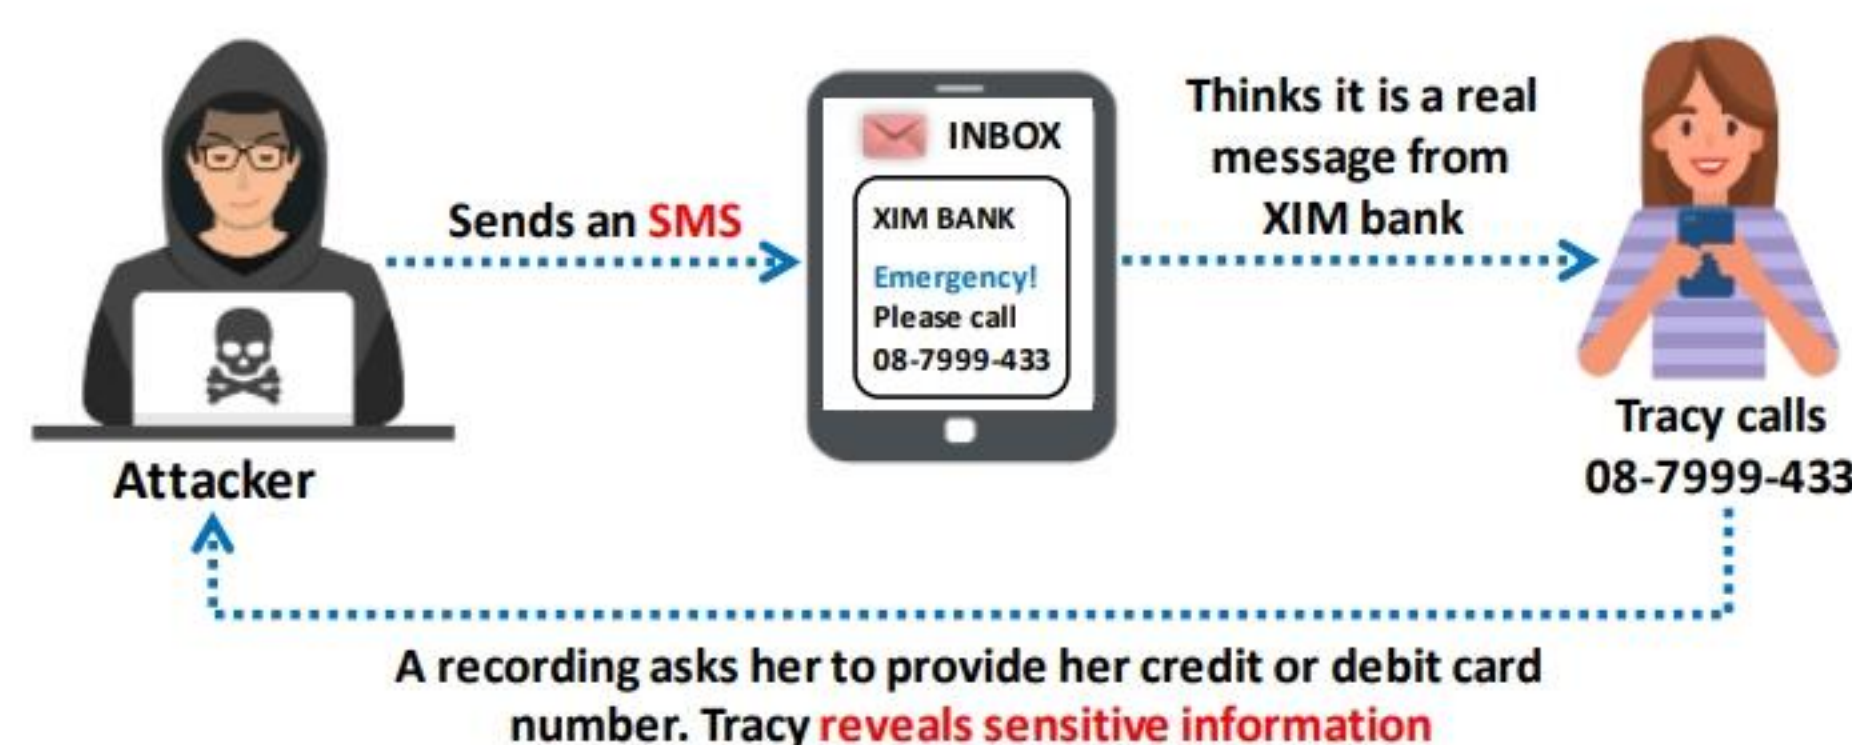 Sends an SMS
INBOX
XIM BANK
Emergency!
Please call
08-7999-433
Thinks it is a real
message from
XIM bank
Attacker
Tracy calls
08-7999-433
A recording asks her to provide her credit or debit card
number. Tracy reveals sensitive information